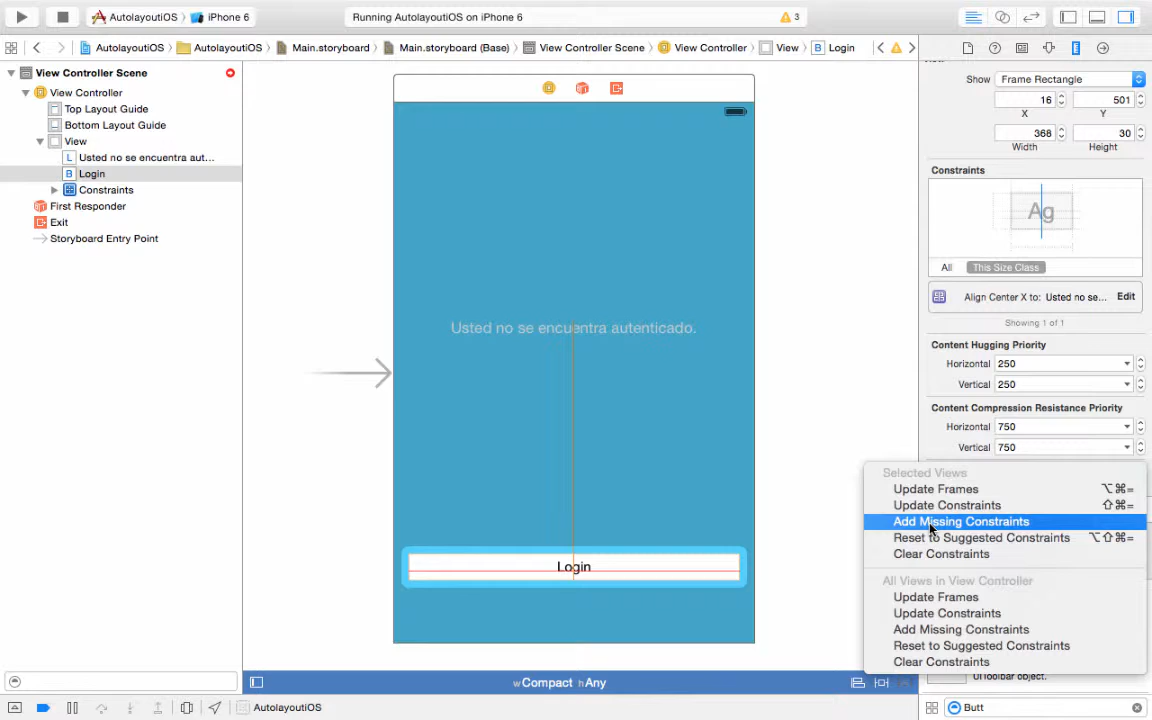 AutolayoutiOS
iPhone 6
Running AutolayoutiOS on iPhone 6
3
AutolayoutiOS
AutolayoutiOS
Main.storyboard
Main.storyboard (Base)
View Controller Scene
View Controller
View
B Login
View Controller Scene
View Controller
Top Layout Guide
Bottom Layout Guide
View
L Usted no se encuentra aut...
B Login
Constraints
First Responder
Exit
Storyboard Entry Point
Usted no se encuentra autenticado.
Login
wCompact hAny
Show Frame Rectangle
16 501
X Y
368 30
Width Height
Constraints
Ag
All This Size Class
Align Center X to: Usted no se... Edit
Showing 1 of 1
Content Hugging Priority
Horizontal 250
Vertical 250
Content Compression Resistance Priority
Horizontal 750
Vertical 750
Selected Views
Update Frames ⌥⌘=
Update Constraints ⇧⌘=
Add Missing Constraints
Reset to Suggested Constraints ⌥⇧⌘=
Clear Constraints
All Views in View Controller
Update Frames
Update Constraints
Add Missing Constraints
Reset to Suggested Constraints
Clear Constraints
UIToolbar object.
AutolayoutiOS
Butt